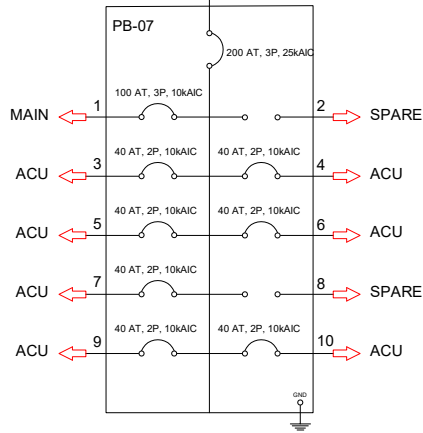 PB-07
200 AT, 3P, 25kAIC
100 AT, 3P, 10kAIC
MAIN 1 2 SPARE
40 AT, 2P, 10kAIC 40 AT, 2P, 10kAIC
ACU 3 4 ACU
40 AT, 2P, 10kAIC 40 AT, 2P, 10kAIC
ACU 5 6 ACU
40 AT, 2P, 10kAIC
ACU 7 8 SPARE
40 AT, 2P, 10kAIC 40 AT, 2P, 10kAIC
ACU 9 10 ACU
GND